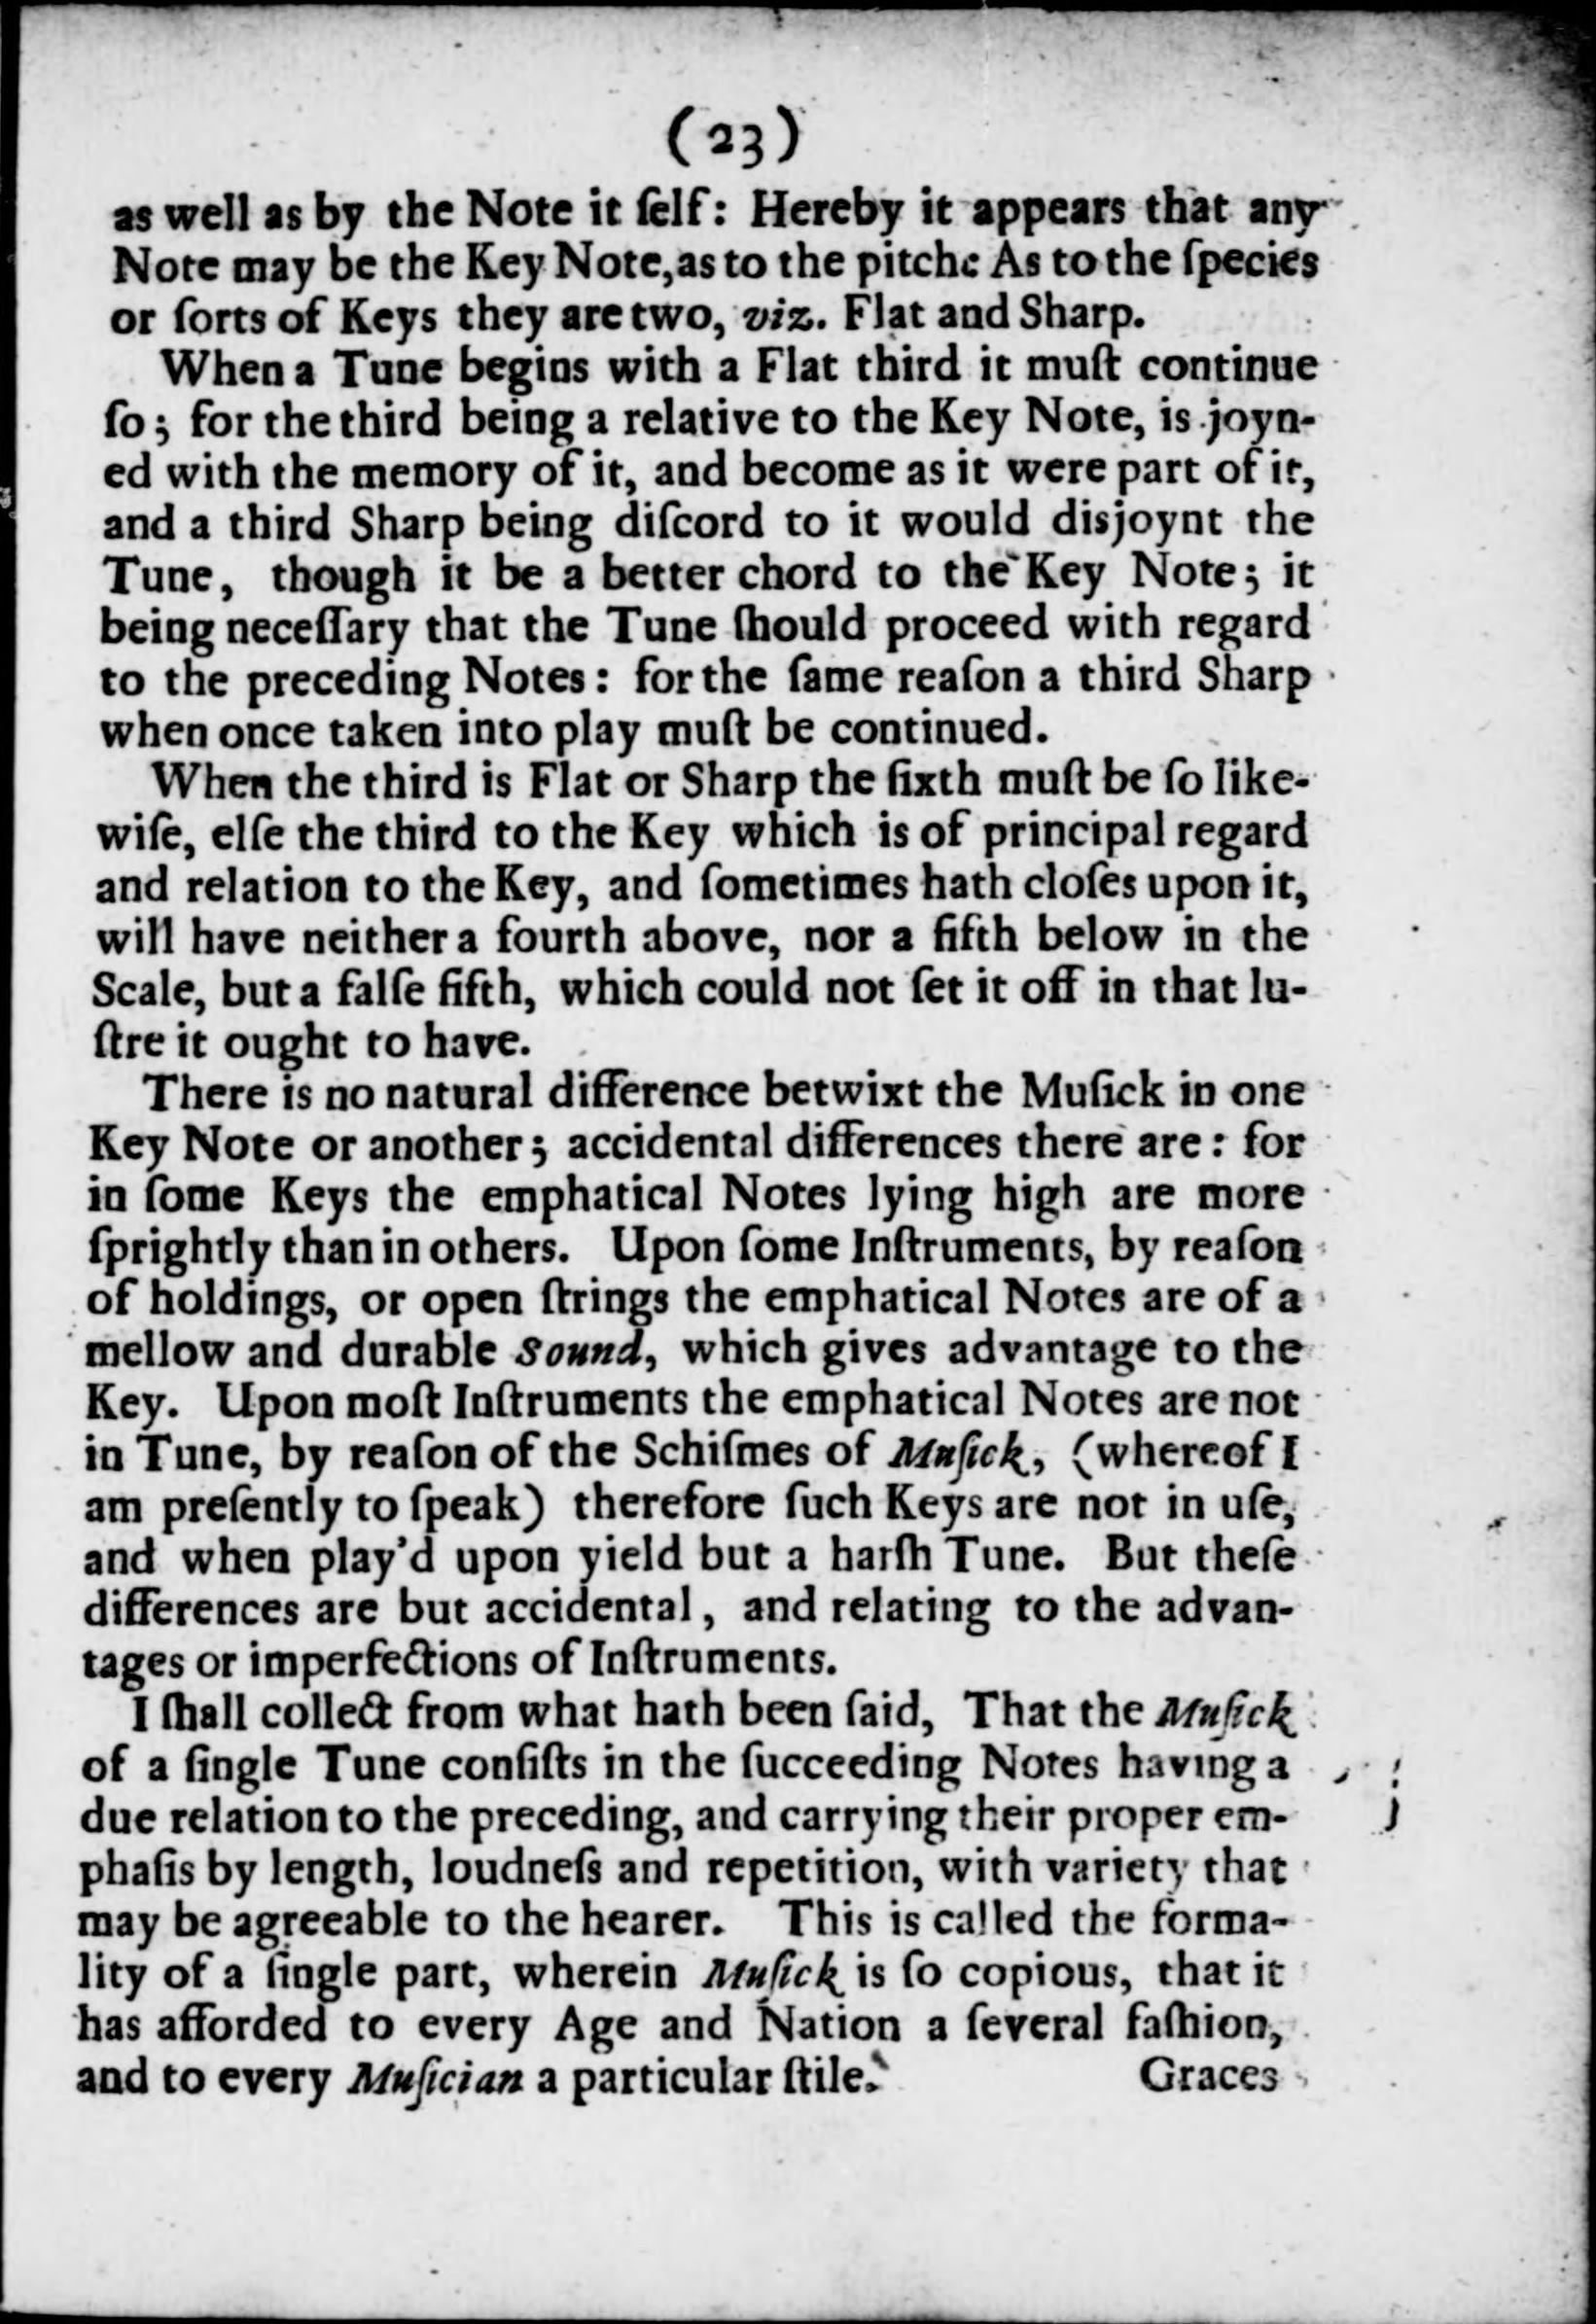 (23)
as well as by the Note it ſelf: Hereby it appears that any
Note may be the Key Note, as to the pitch: As to the ſpecies
or ſorts of Keys they are two, viz. Flat and Sharp.
When a Tune begins with a Flat third it muſt continue
ſo; for the third being a relative to the Key Note, is joyn-
ed with the memory of it, and become as it were part of it,
and a third Sharp being diſcord to it would disjoynt the
Tune, though it be a better chord to the Key Note; it
being neceſſary that the Tune ſhould proceed with regard
to the preceding Notes: for the ſame reaſon a third Sharp
when once taken into play muſt be continued.
When the third is Flat or Sharp the ſixth muſt be ſo like-
wiſe, elſe the third to the Key which is of principal regard
and relation to the Key, and ſometimes hath cloſes upon it,
will have neither a fourth above, nor a fifth below in the
Scale, but a falſe fifth, which could not ſet it off in that lu-
ſtre it ought to have.
There is no natural difference betwixt the Muſick in one
Key Note or another; accidental differences there are: for
in ſome Keys the emphatical Notes lying high are more
ſprightly than in others. Upon ſome Inſtruments, by reaſon
of holdings, or open ſtrings the emphatical Notes are of a
mellow and durable Sound, which gives advantage to the
Key. Upon moſt Inſtruments the emphatical Notes are not
in Tune, by reaſon of the Schiſmes of Muſick, (whereof I
am preſently to ſpeak) therefore ſuch Keys are not in uſe,
and when play'd upon yield but a harſh Tune. But theſe
differences are but accidental, and relating to the advan-
tages or imperfections of Inſtruments.
I ſhall collect from what hath been ſaid, That the Muſick
of a ſingle Tune conſiſts in the ſucceeding Notes having a
due relation to the preceding, and carrying their proper em-
phaſis by length, loudneſs and repetition, with variety that
may be agreeable to the hearer. This is called the forma-
lity of a ſingle part, wherein Muſick is ſo copious, that it
has afforded to every Age and Nation a ſeveral faſhion,
and to every Muſician a particular ſtile. Graces